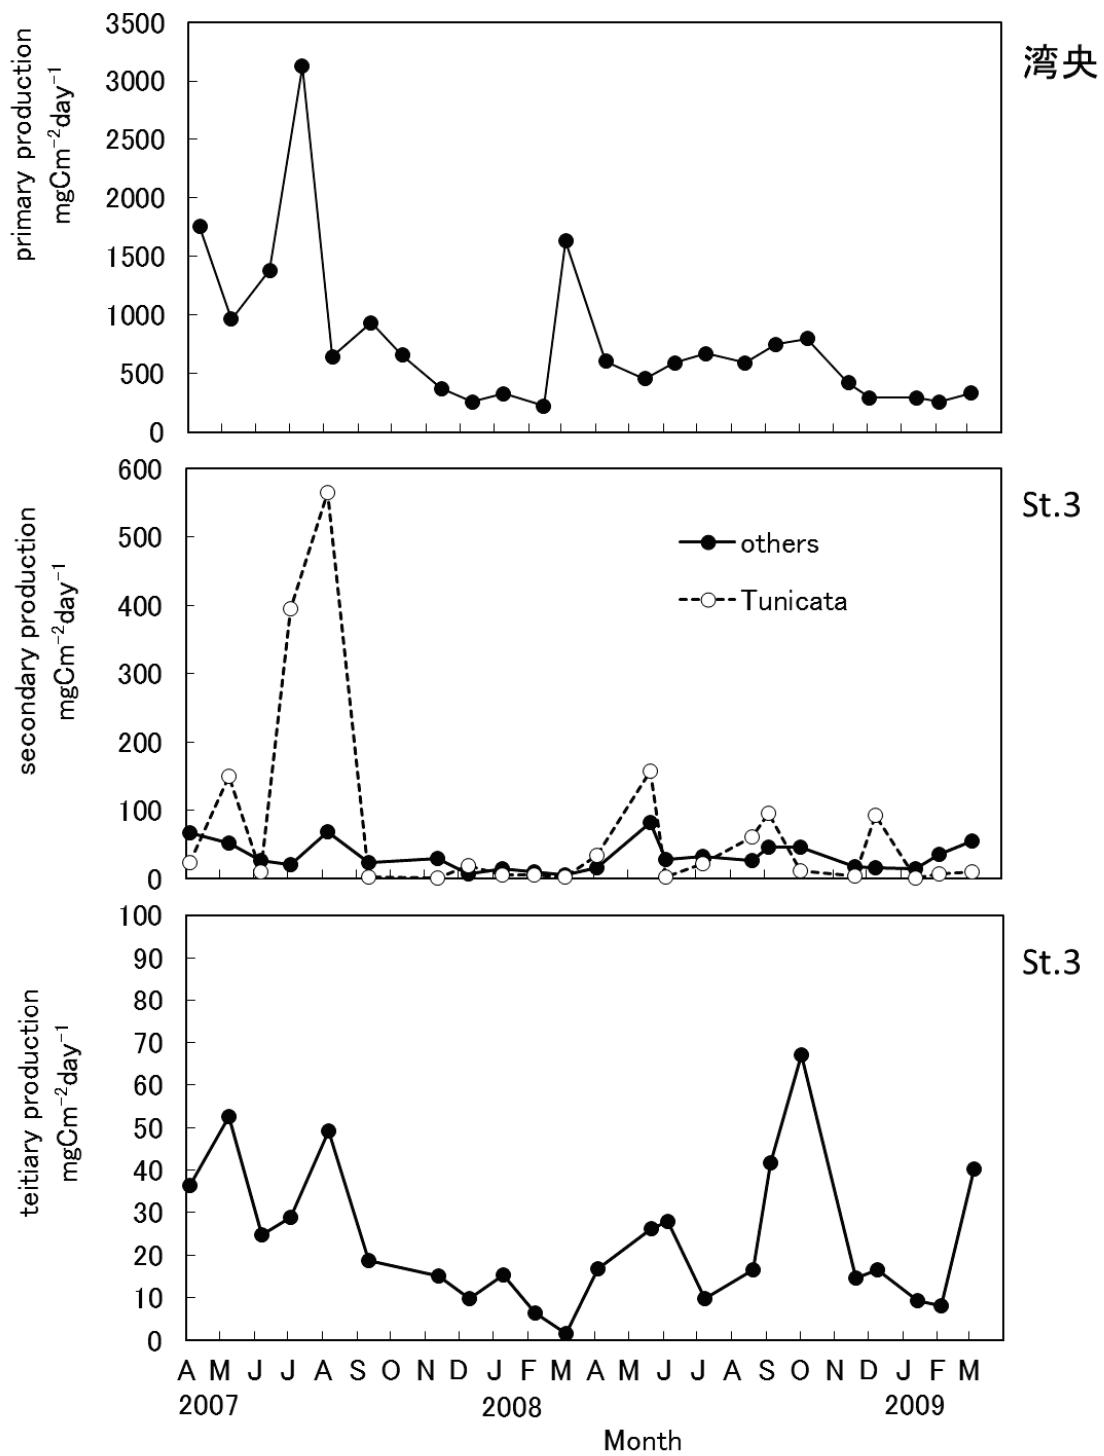 primary production
mgCm⁻²day⁻¹
3500
3000
2500
2000
1500
1000
500
0
湾央
secondary production
mgCm⁻²day⁻¹
600
500
400
300
200
100
0
others
Tunicata
St.3
teitiary production
mgCm⁻²day⁻¹
100
90
80
70
60
50
40
30
20
10
0
St.3
A M J J A S O N D J F M A M J J A S O N D J F M
2007 2008 2009
Month